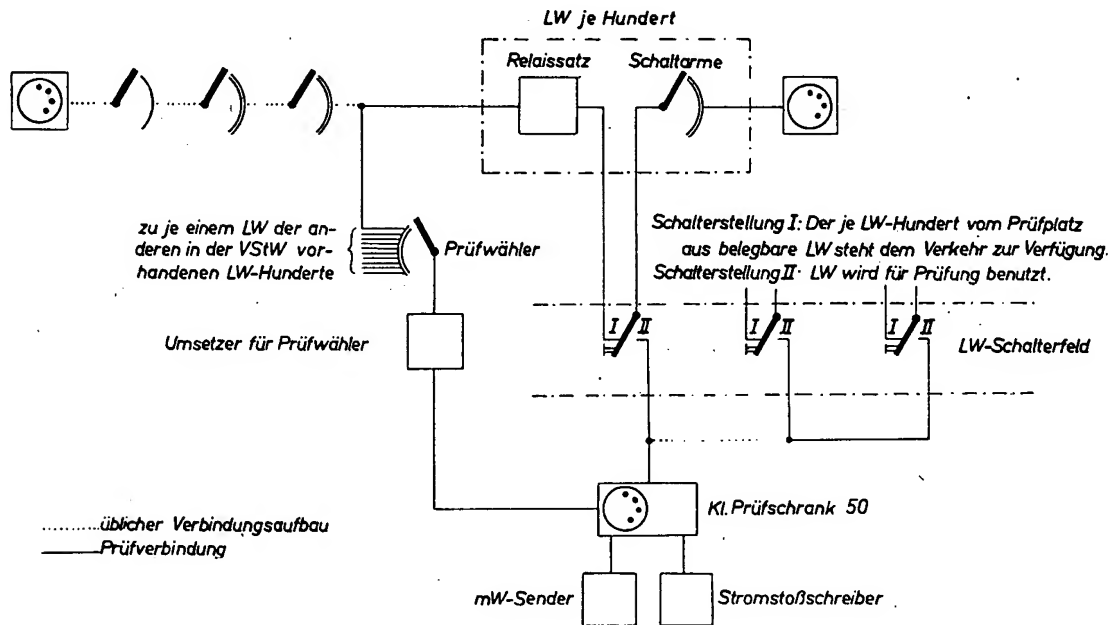 LW je Hundert
Relaissatz
Schaltarme
zu je einem LW der an-
deren in der VStW vor-
handenen LW-Hunderte
Prüfwähler
Schalterstellung I: Der je LW-Hundert vom Prüfplatz
aus belegbare LW steht dem Verkehr zur Verfügung.
Schalterstellung II: LW wird für Prüfung benutzt.
Umsetzer für Prüfwähler
I II
I II
I II
LW-Schalterfeld
Kl. Prüfschrank 50
üblicher Verbindungsaufbau
Prüfverbindung
mW-Sender
Stromstoßschreiber